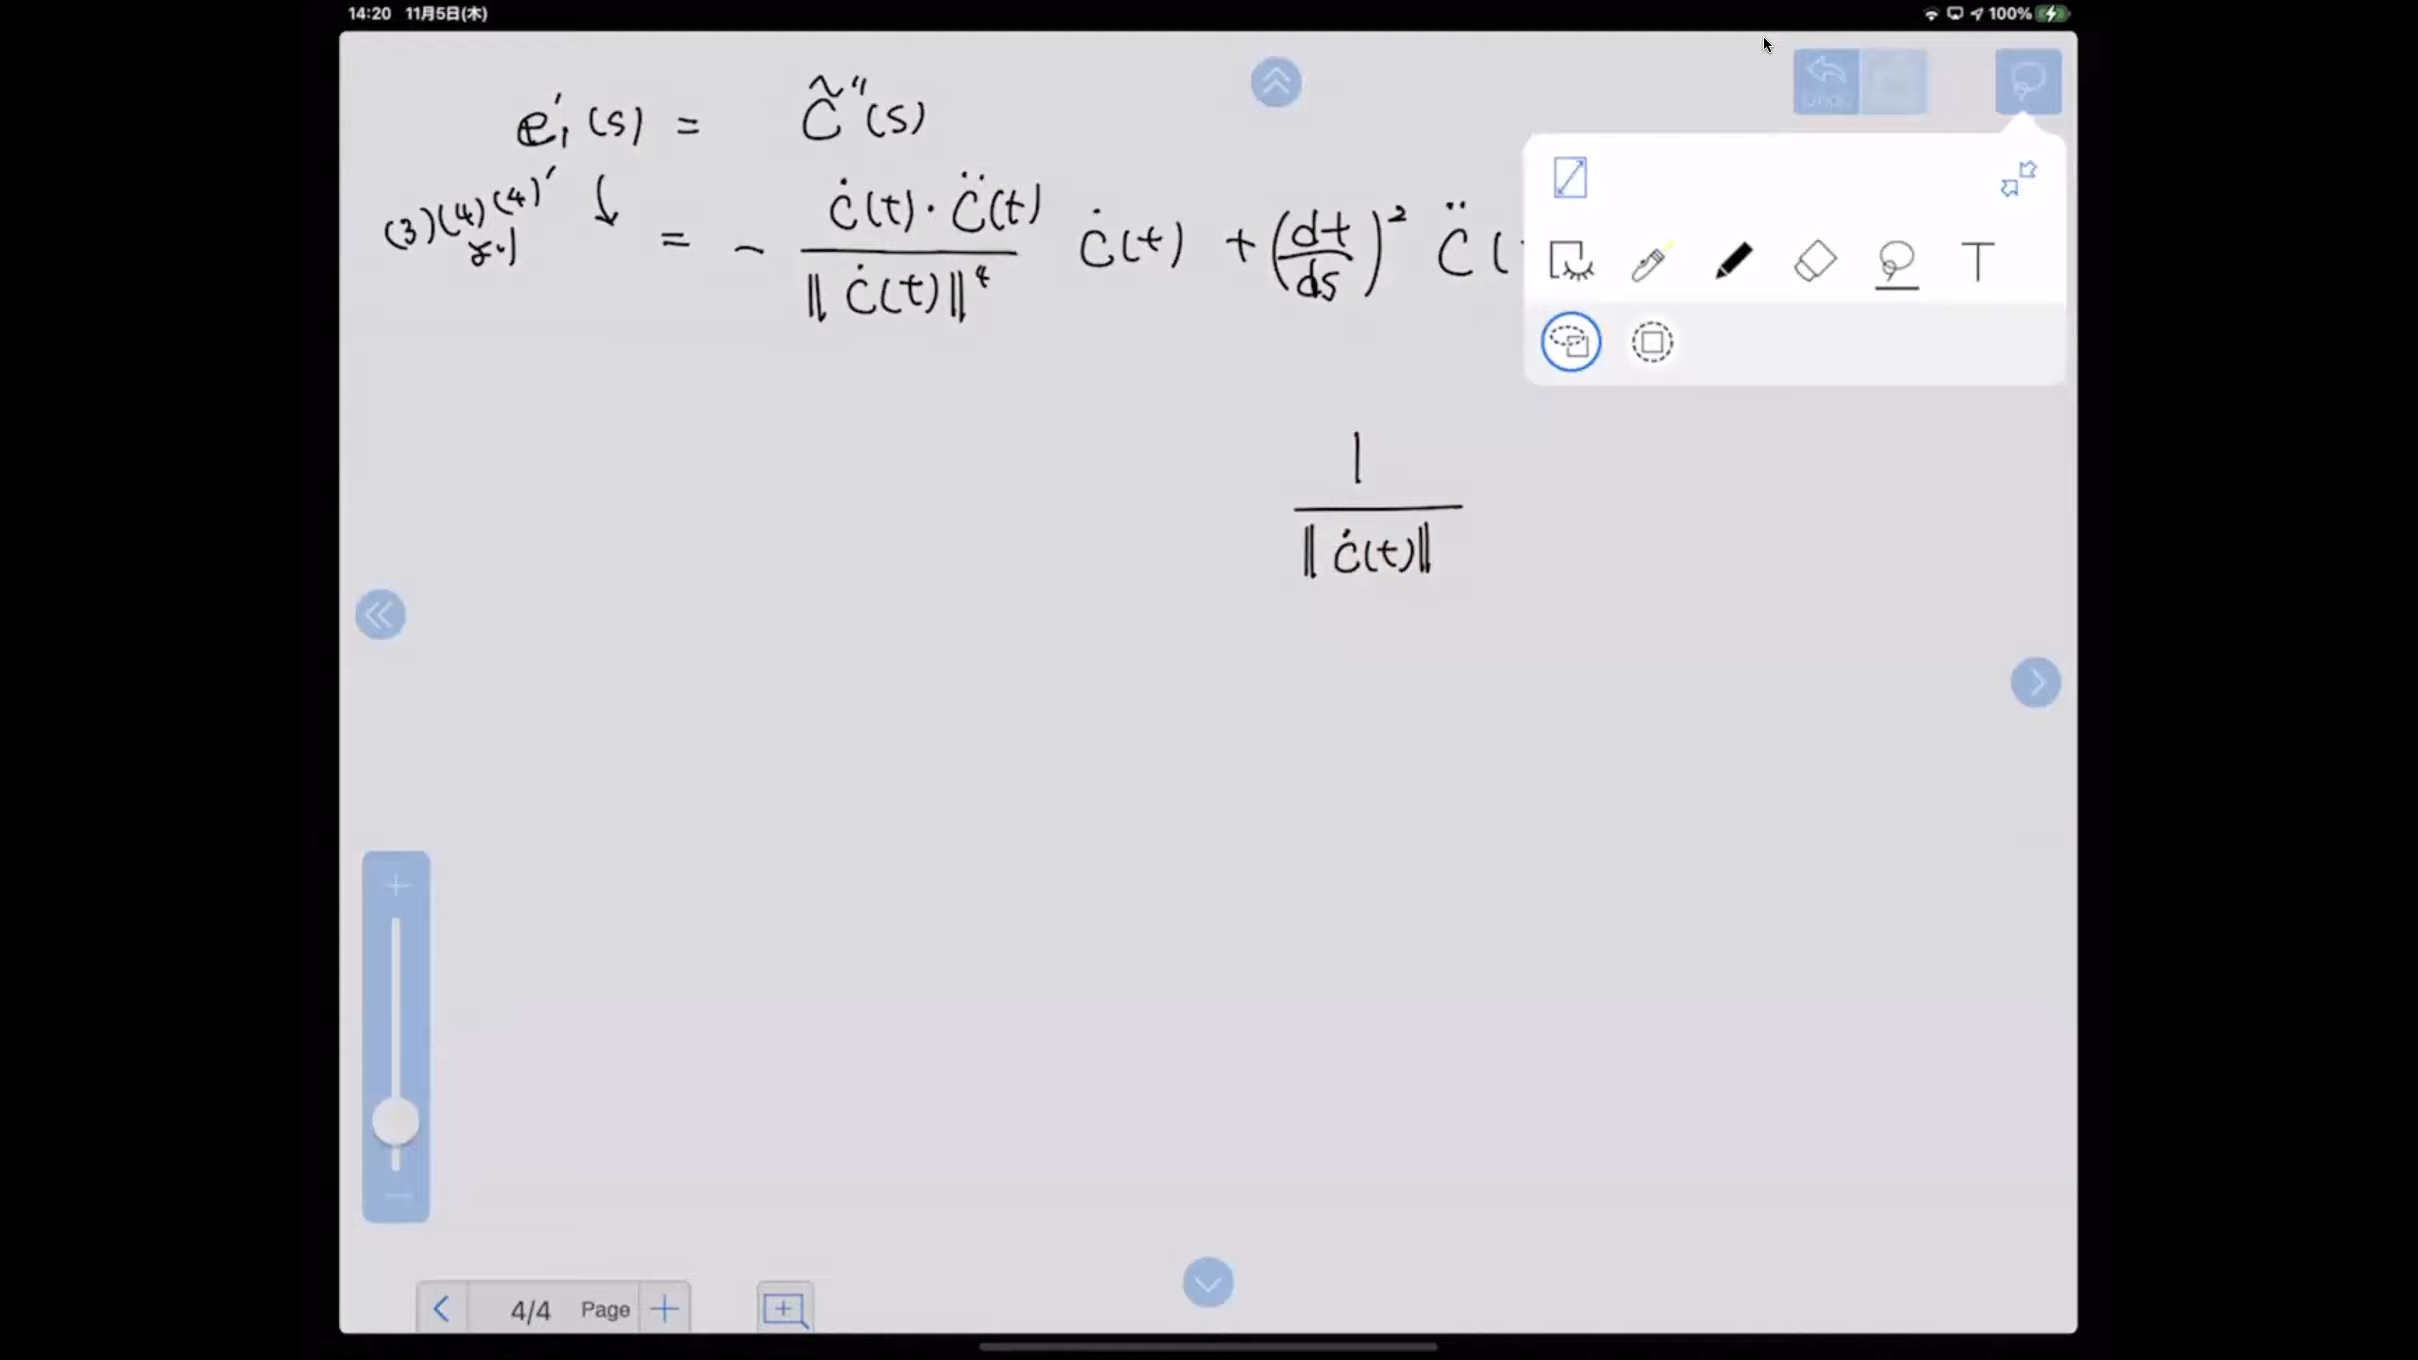 14:20 11月5日(木) 100%
e₁'(s) = C̃''(s)
(3)(4)(4)' より ↓ = - ċ(t)・c̈(t) / ‖ċ(t)‖⁴ ċ(t) + (dt/ds)² c̈(
1 / ‖ċ(t)‖
T
4/4 Page